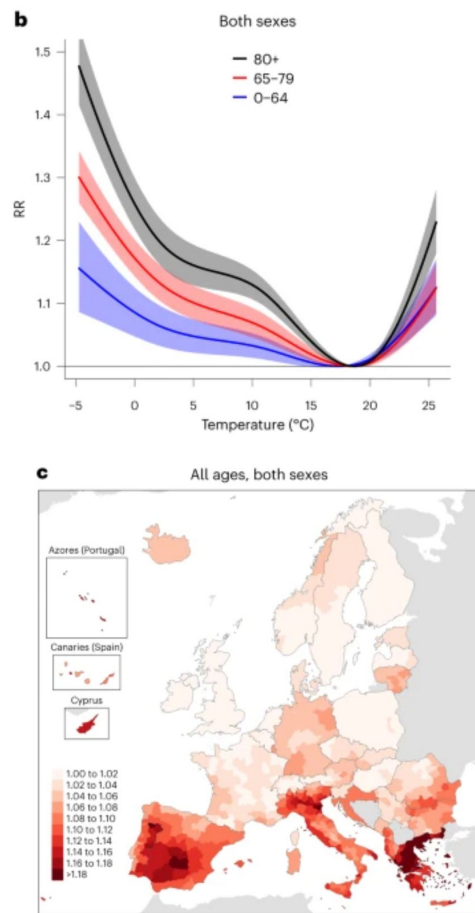 b
Both sexes
1.5
80+
65–79
0–64
1.4
1.3
RR
1.2
1.1
1.0
−5 0 5 10 15 20 25
Temperature (°C)
c
All ages, both sexes
Azores (Portugal)
Canaries (Spain)
Cyprus
1.00 to 1.02
1.02 to 1.04
1.04 to 1.06
1.06 to 1.08
1.08 to 1.10
1.10 to 1.12
1.12 to 1.14
1.14 to 1.16
1.16 to 1.18
>1.18